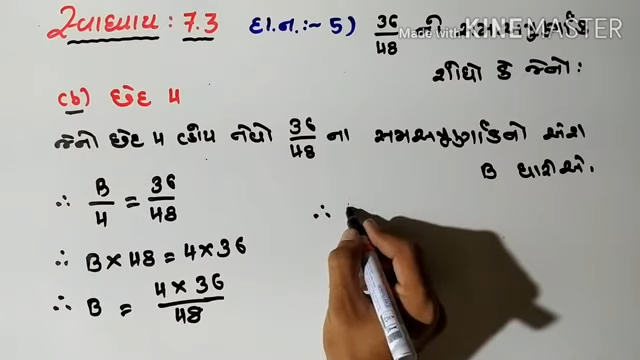 સ્વાધ્યાય : 7.3 દા.ન.:- 5) 36/48 ની સમઅપૂર્ણાંક
Made with KINEMASTER
શોધો કે જેનો :
(b) છેદ 4
જેનો છેદ 4 હોય તેવો 36/48 ના સમઅપૂર્ણાંકનો અંશ
B ધારીએ.
∴ B/4 = 36/48
∴ B × 48 = 4 × 36
∴ B = 4 × 36/48
∴